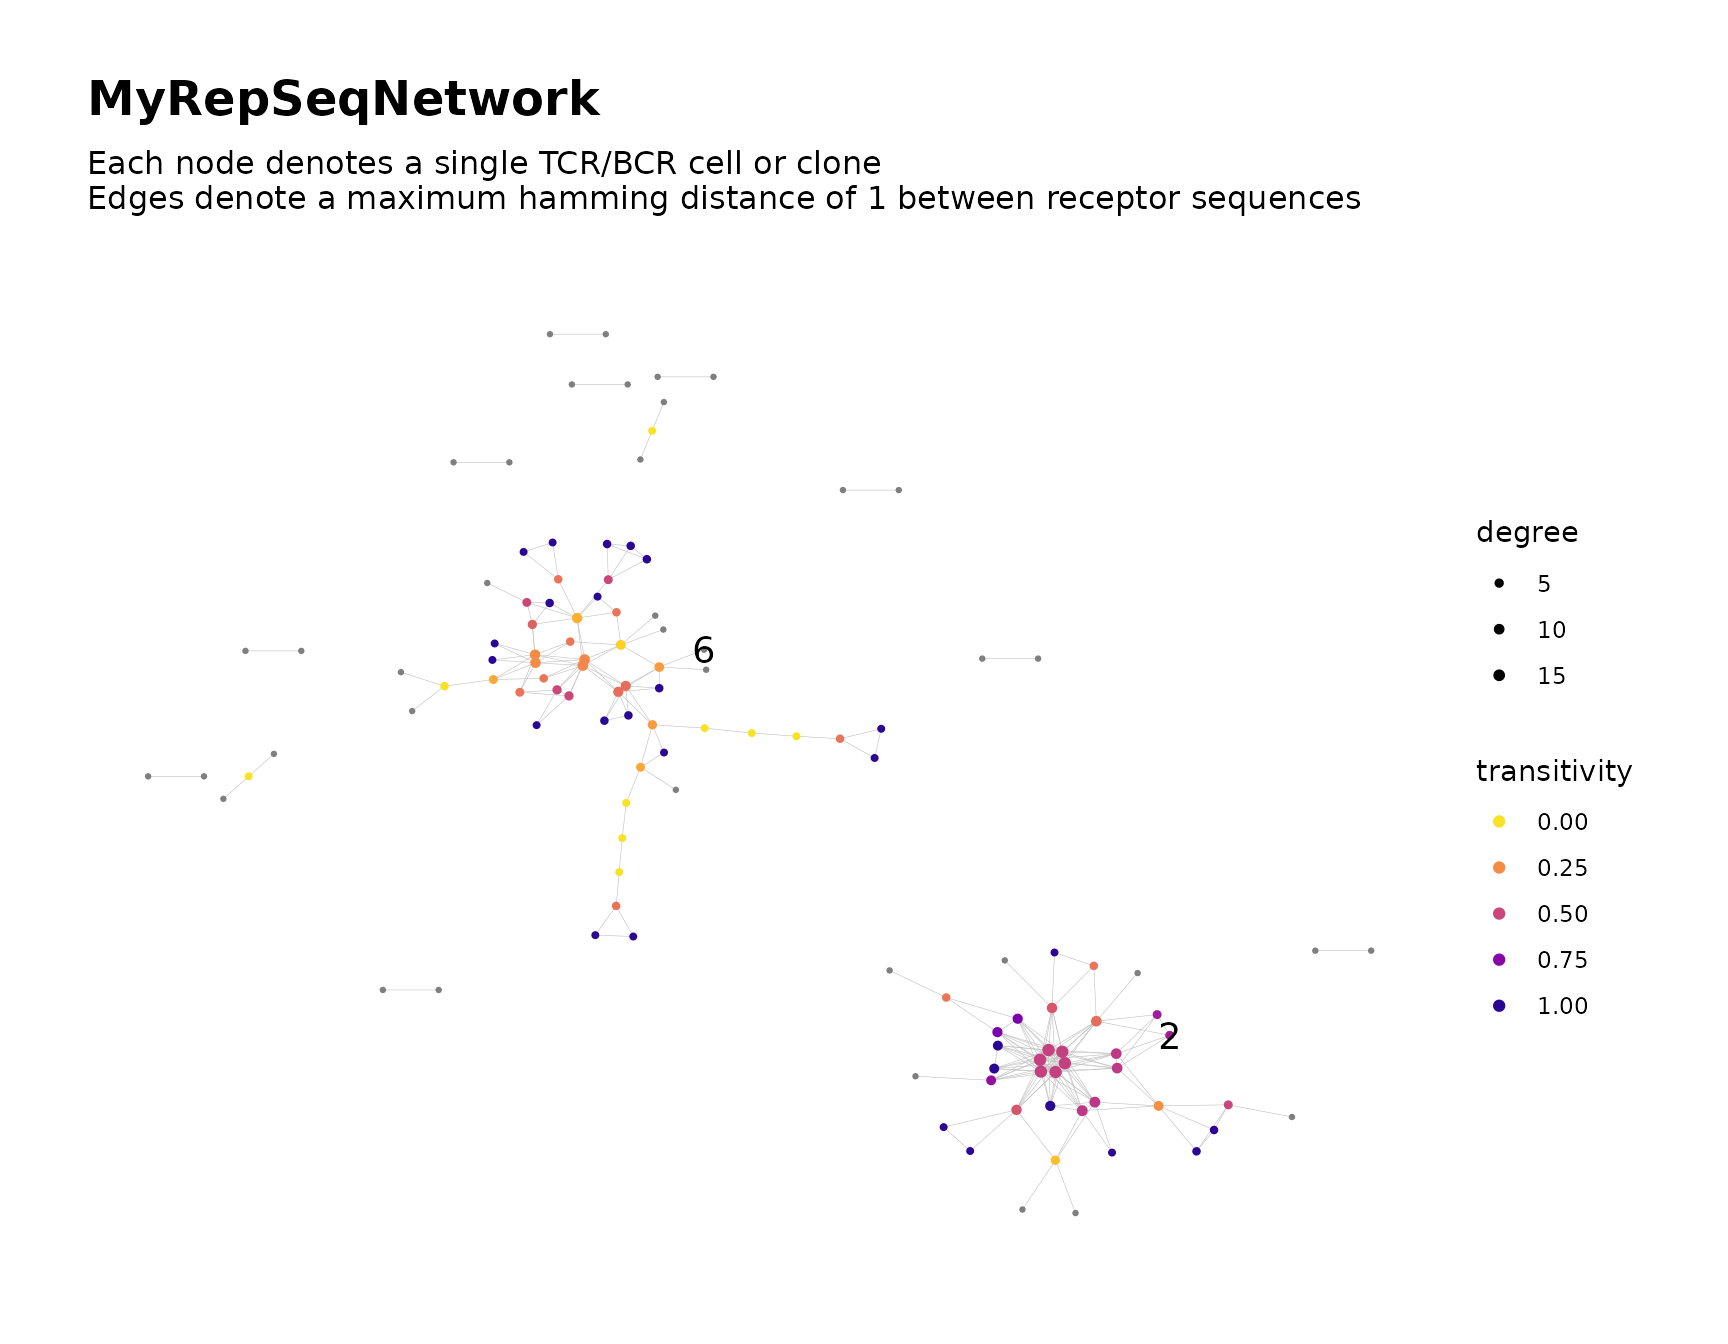 MyRepSeqNetwork
Each node denotes a single TCR/BCR cell or clone
Edges denote a maximum hamming distance of 1 between receptor sequences
6
2
degree
5
10
15
transitivity
0.00
0.25
0.50
0.75
1.00